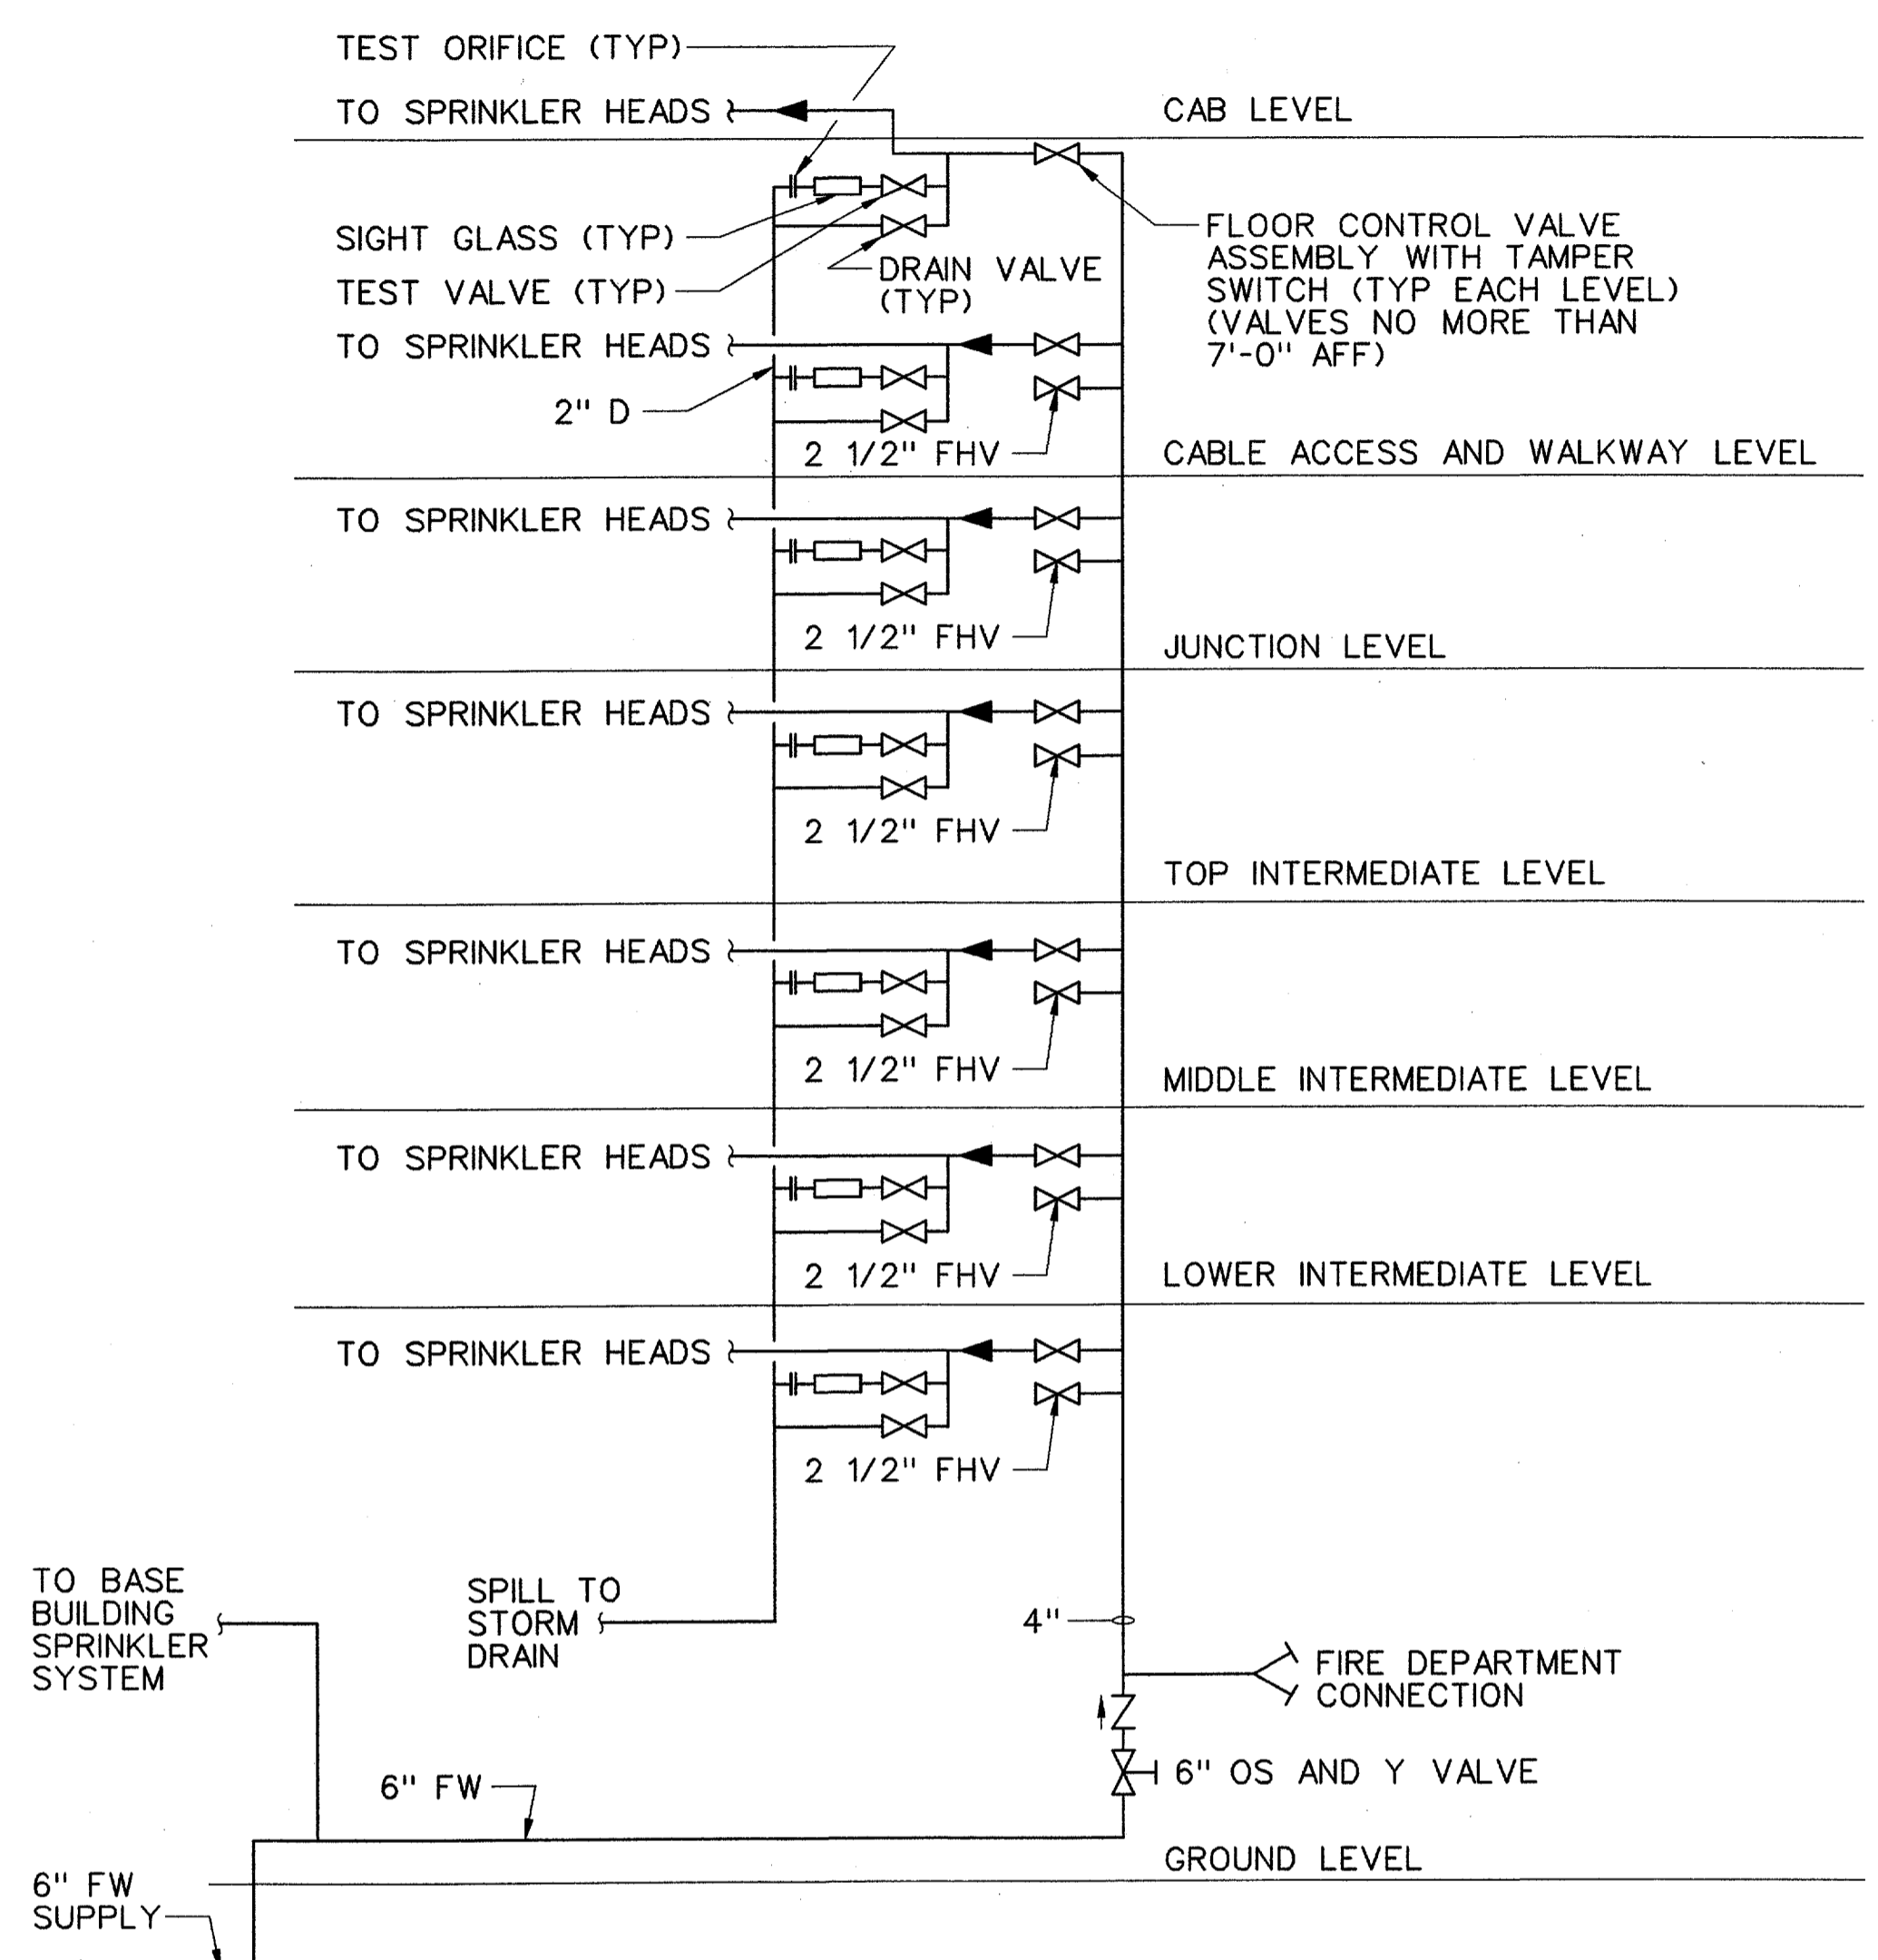 TEST ORIFICE (TYP)
TO SPRINKLER HEADS
CAB LEVEL
SIGHT GLASS (TYP)
TEST VALVE (TYP)
DRAIN VALVE
(TYP)
FLOOR CONTROL VALVE
ASSEMBLY WITH TAMPER
SWITCH (TYP EACH LEVEL)
(VALVES NO MORE THAN
7'-0" AFF)
TO SPRINKLER HEADS
2" D
2 1/2" FHV
CABLE ACCESS AND WALKWAY LEVEL
TO SPRINKLER HEADS
2 1/2" FHV
JUNCTION LEVEL
TO SPRINKLER HEADS
2 1/2" FHV
TOP INTERMEDIATE LEVEL
TO SPRINKLER HEADS
2 1/2" FHV
MIDDLE INTERMEDIATE LEVEL
TO SPRINKLER HEADS
2 1/2" FHV
LOWER INTERMEDIATE LEVEL
TO SPRINKLER HEADS
2 1/2" FHV
TO BASE
BUILDING
SPRINKLER
SYSTEM
SPILL TO
STORM
DRAIN
4"
FIRE DEPARTMENT
CONNECTION
6" OS AND Y VALVE
6" FW
GROUND LEVEL
6" FW
SUPPLY